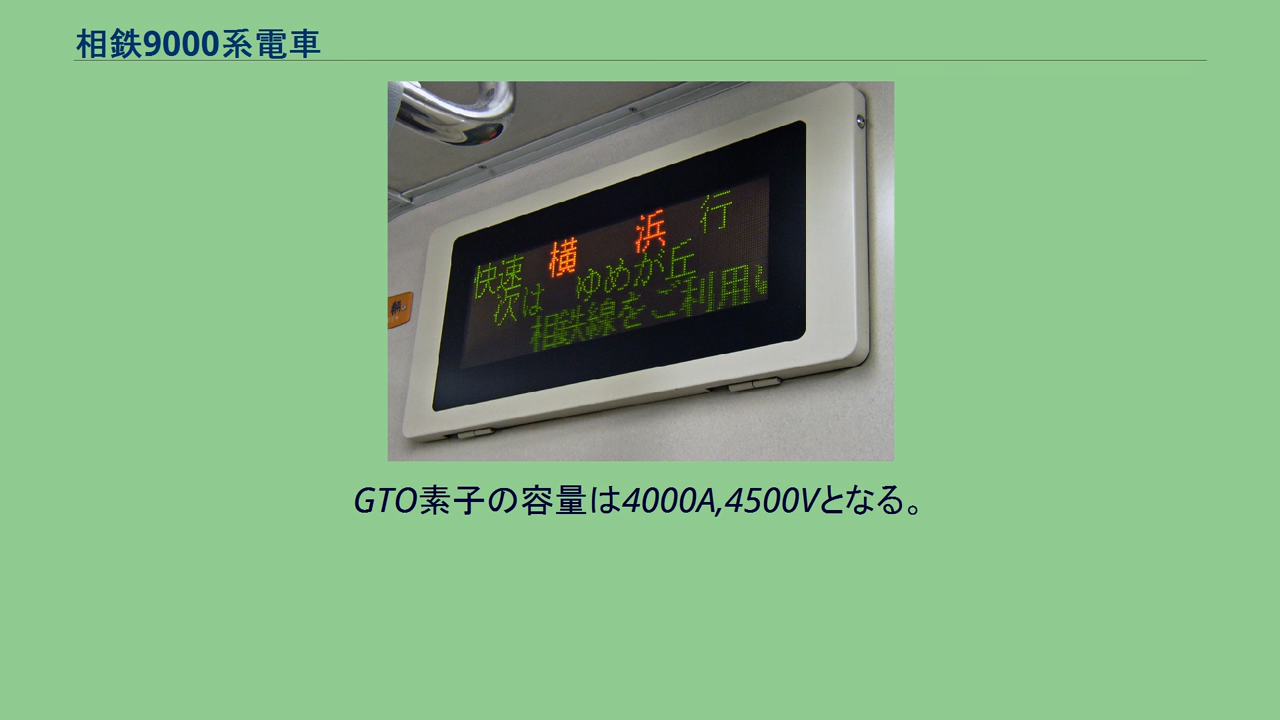 相鉄9000系電車
快速 横 浜 行
次は ゆめが丘
相鉄線をご利用い
GTO素子の容量は4000A,4500Vとなる。